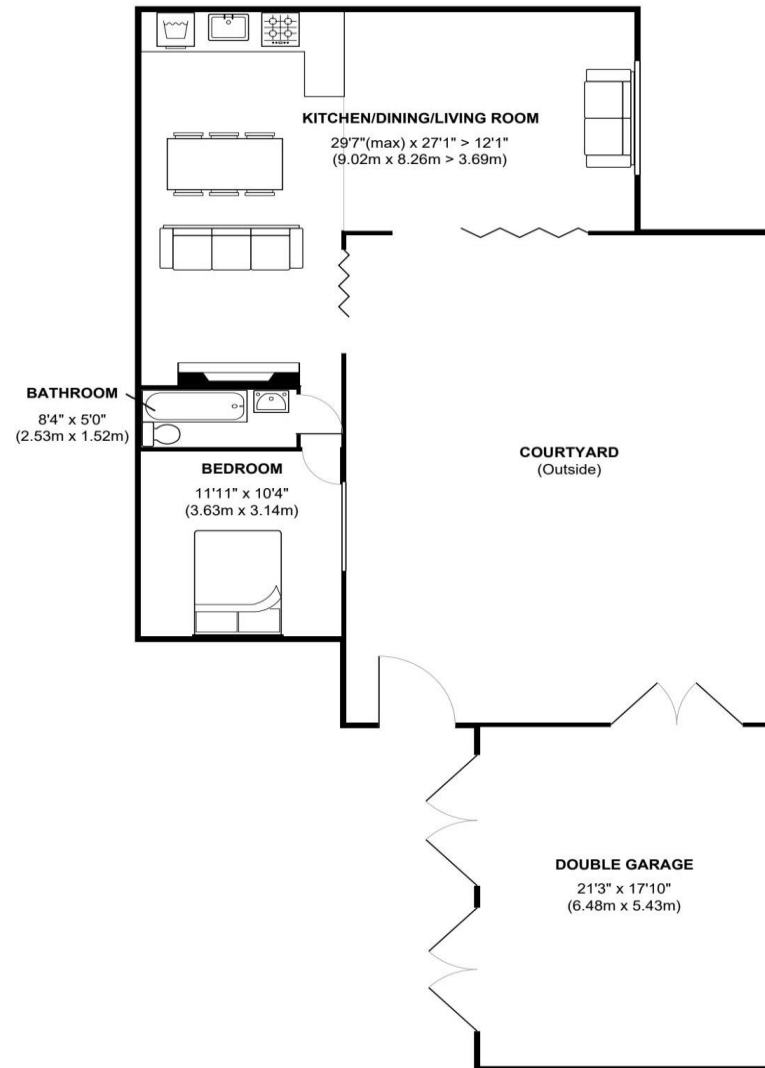 KITCHEN/DINING/LIVING ROOM
29'7"(max) x 27'1" > 12'1"
(9.02m x 8.26m > 3.69m)
BATHROOM
8'4" x 5'0"
(2.53m x 1.52m)
BEDROOM
11'11" x 10'4"
(3.63m x 3.14m)
COURTYARD
(Outside)
DOUBLE GARAGE
21'3" x 17'10"
(6.48m x 5.43m)